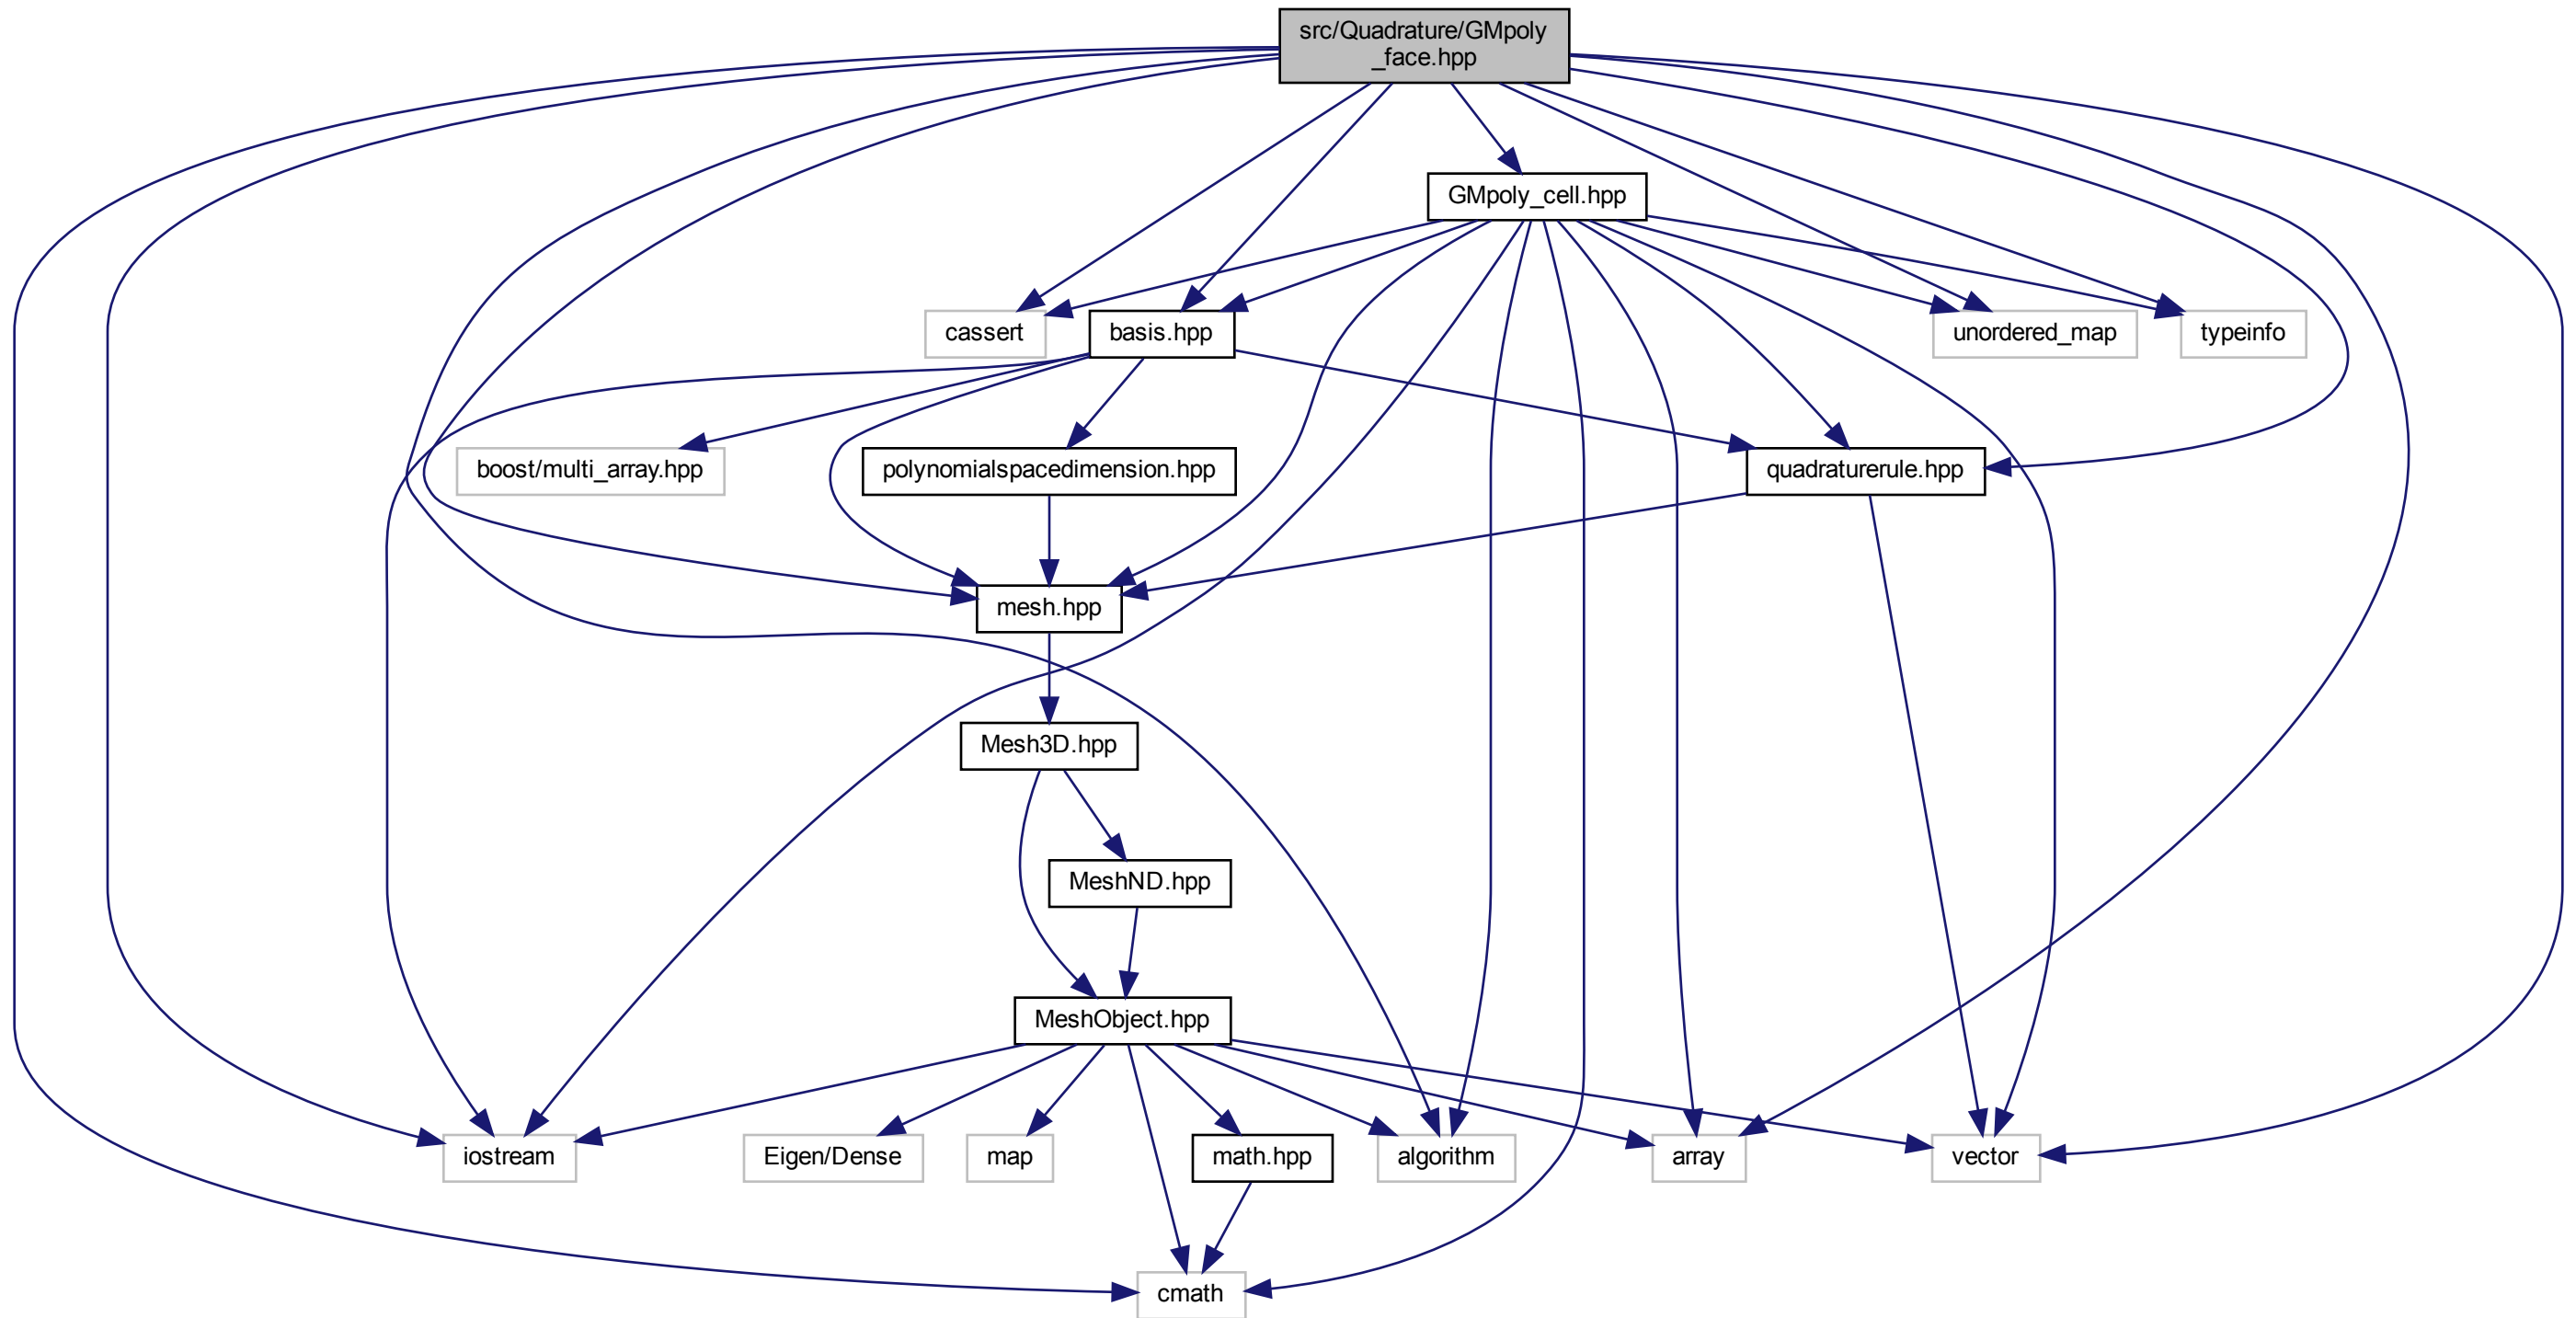 src/Quadrature/GMpoly
_face.hpp
GMpoly_cell.hpp
cassert
basis.hpp
unordered_map
typeinfo
boost/multi_array.hpp
polynomialspacedimension.hpp
quadraturerule.hpp
mesh.hpp
Mesh3D.hpp
MeshND.hpp
MeshObject.hpp
iostream
Eigen/Dense
map
math.hpp
algorithm
array
vector
cmath